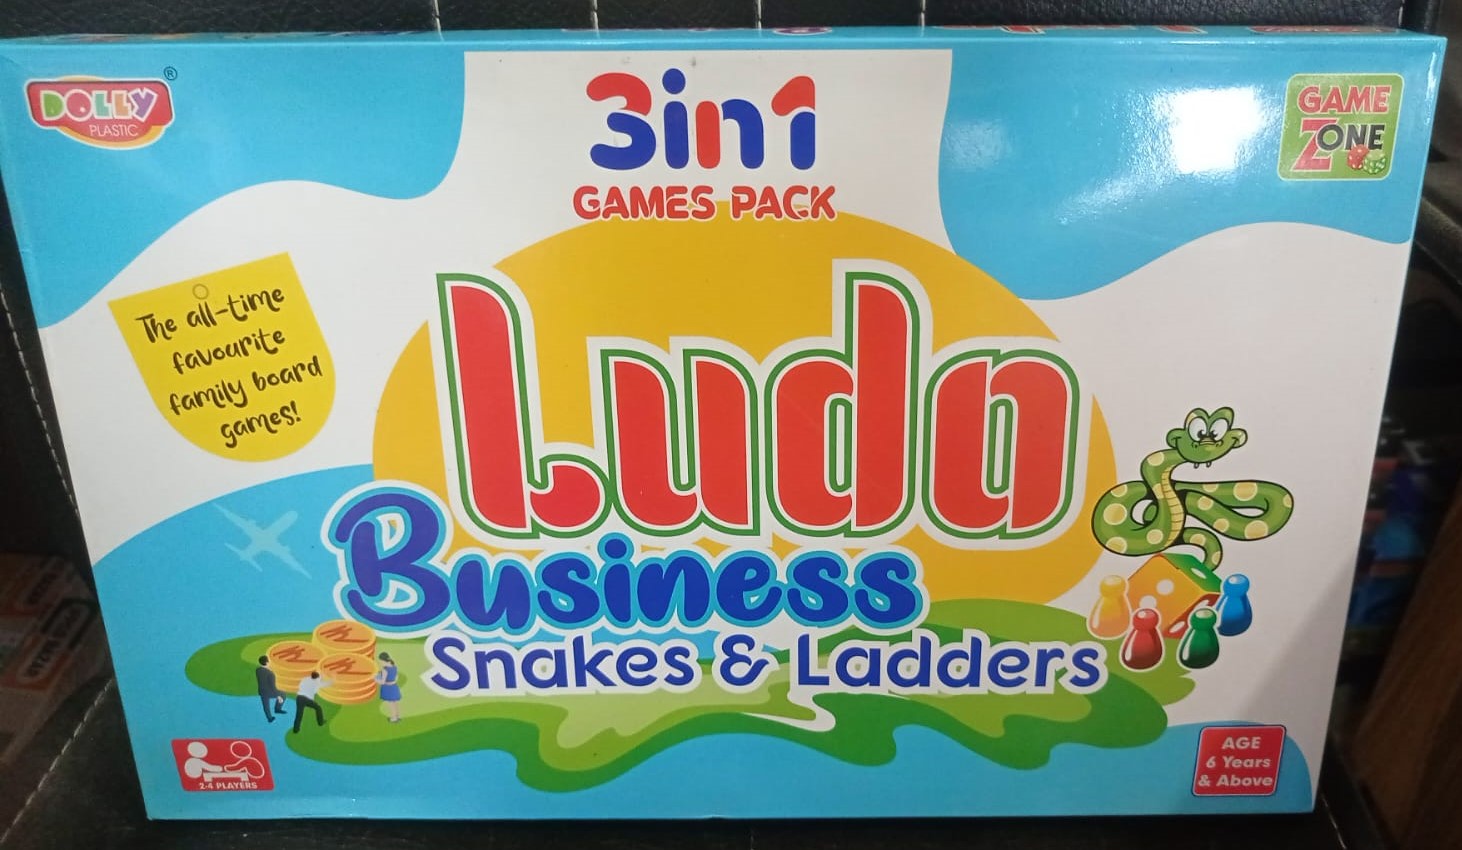 DOLLY
PLASTIC
®
3in1
GAMES PACK
GAME
ZONE
The all-time
favourite
family board
games!
Ludo
Business
Snakes & Ladders
2-4 PLAYERS
AGE
6 Years
& Above